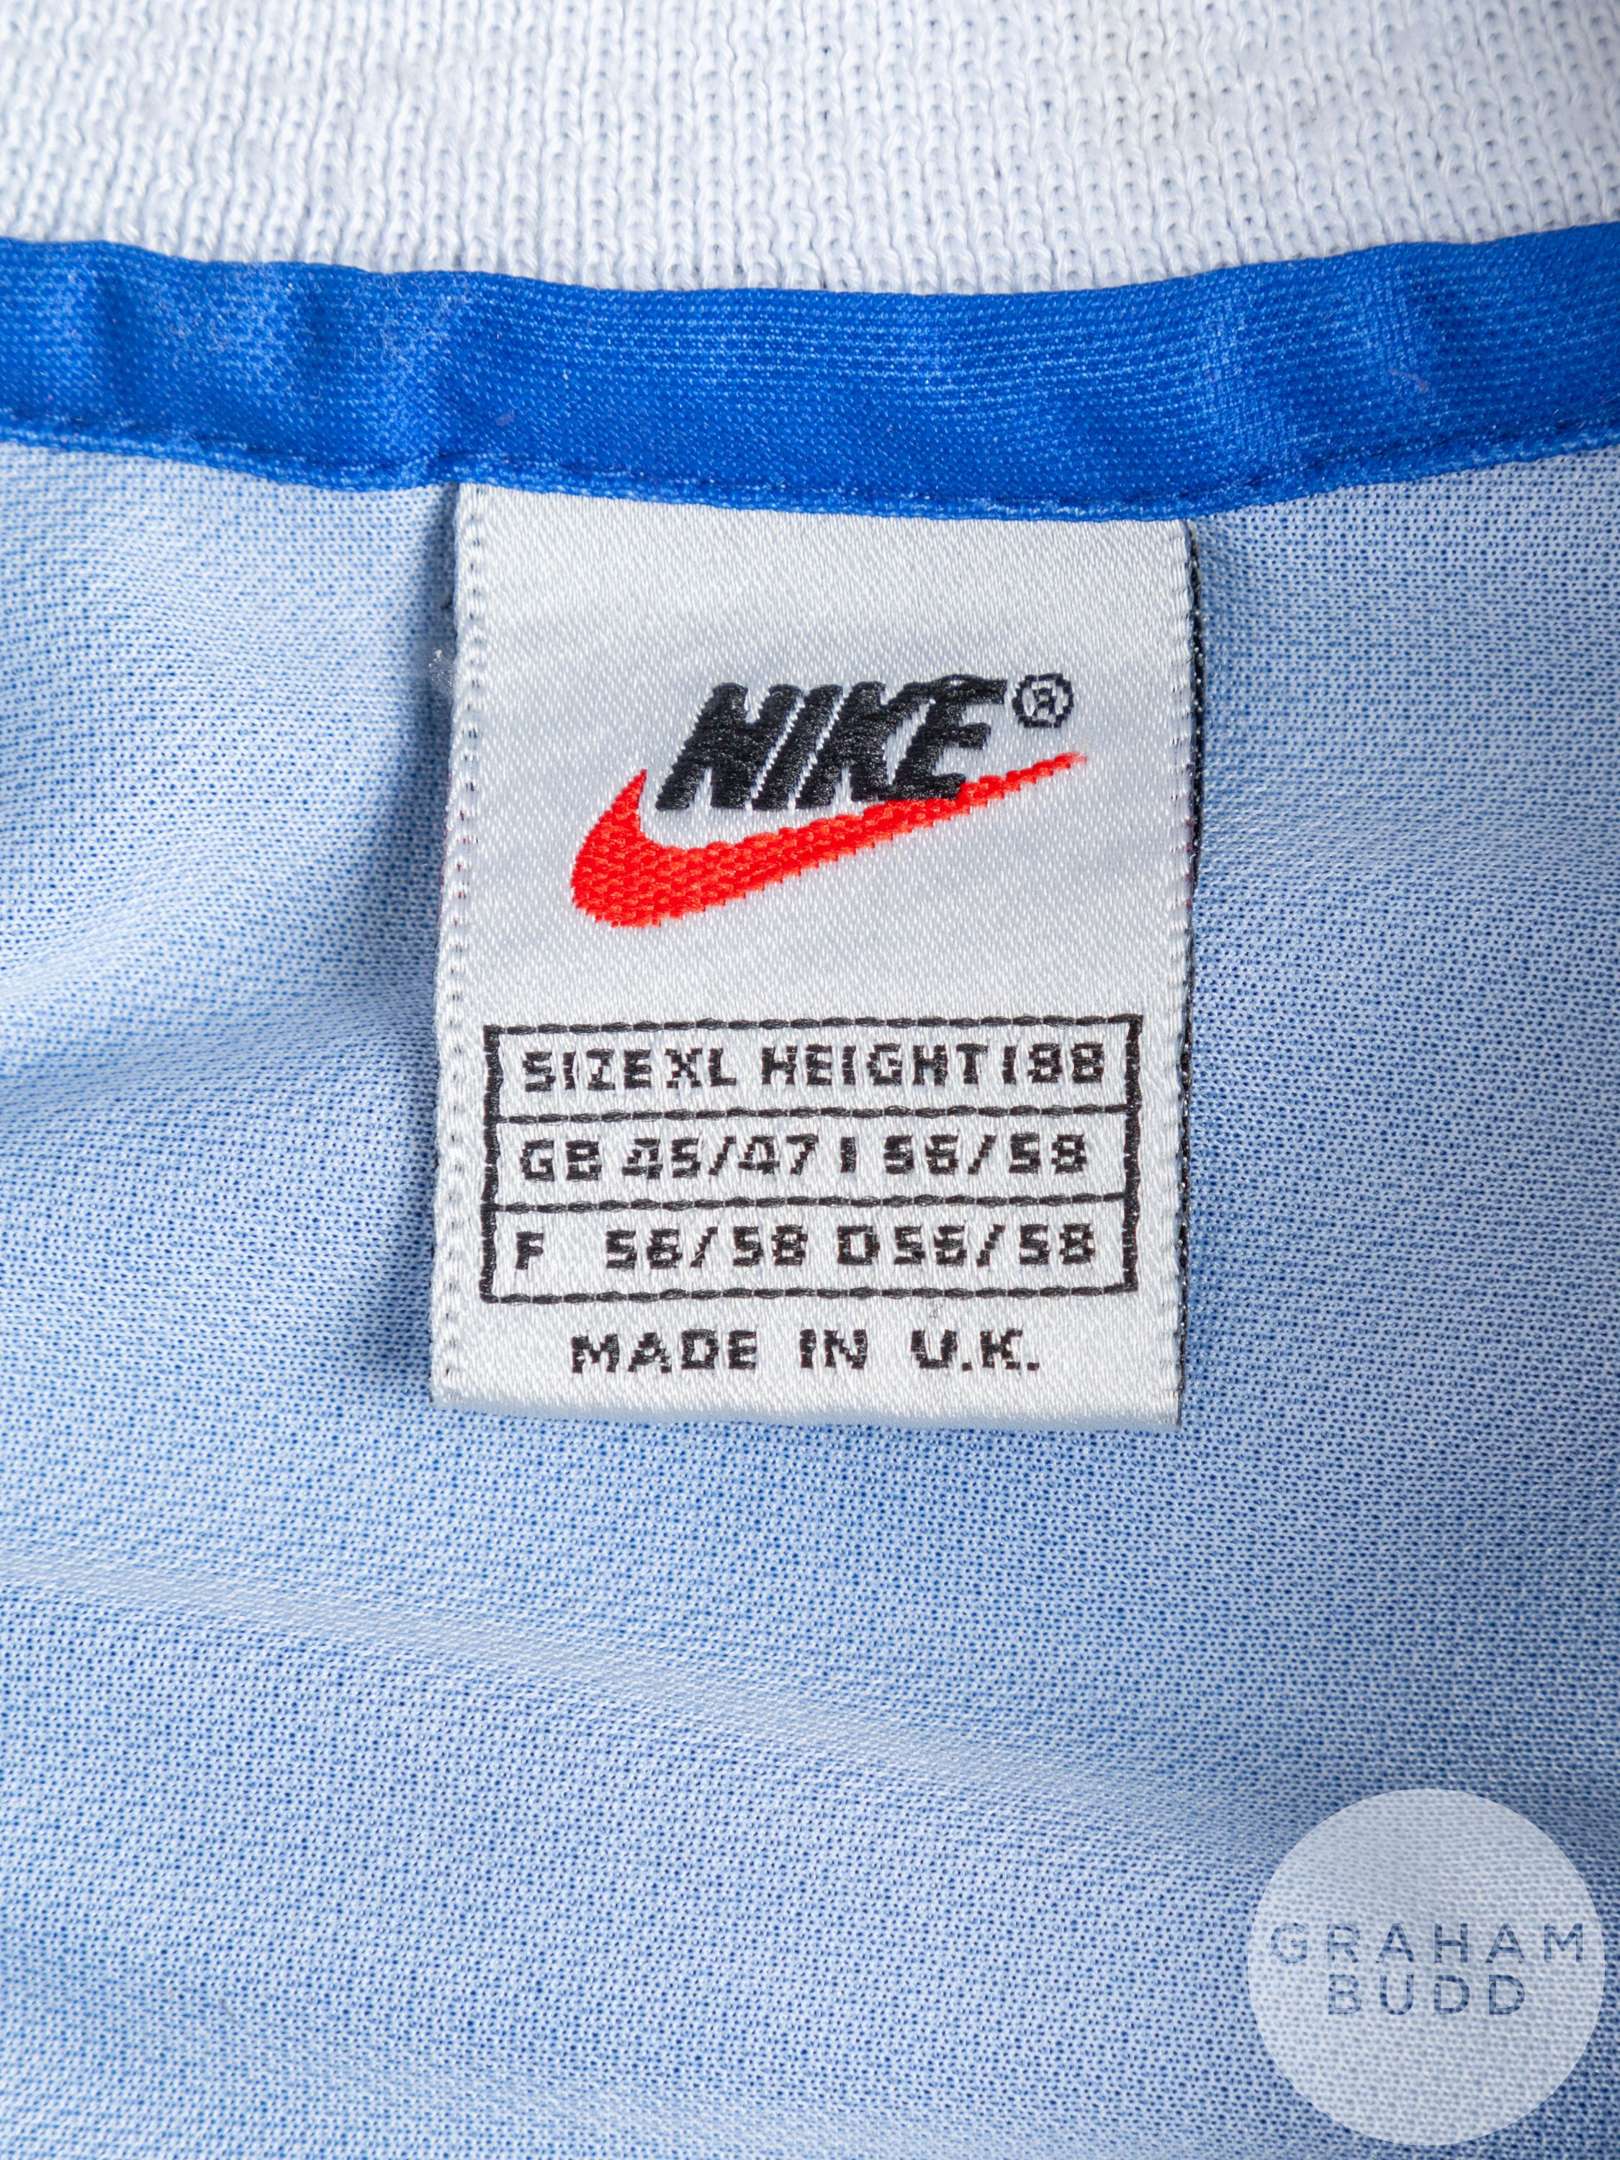 NIKE®
SIZE XL HEIGHT 188
GB 45/47 I 56/58
F 56/58 D 56/58
MADE IN U.K.
GRAHAM
BUDD